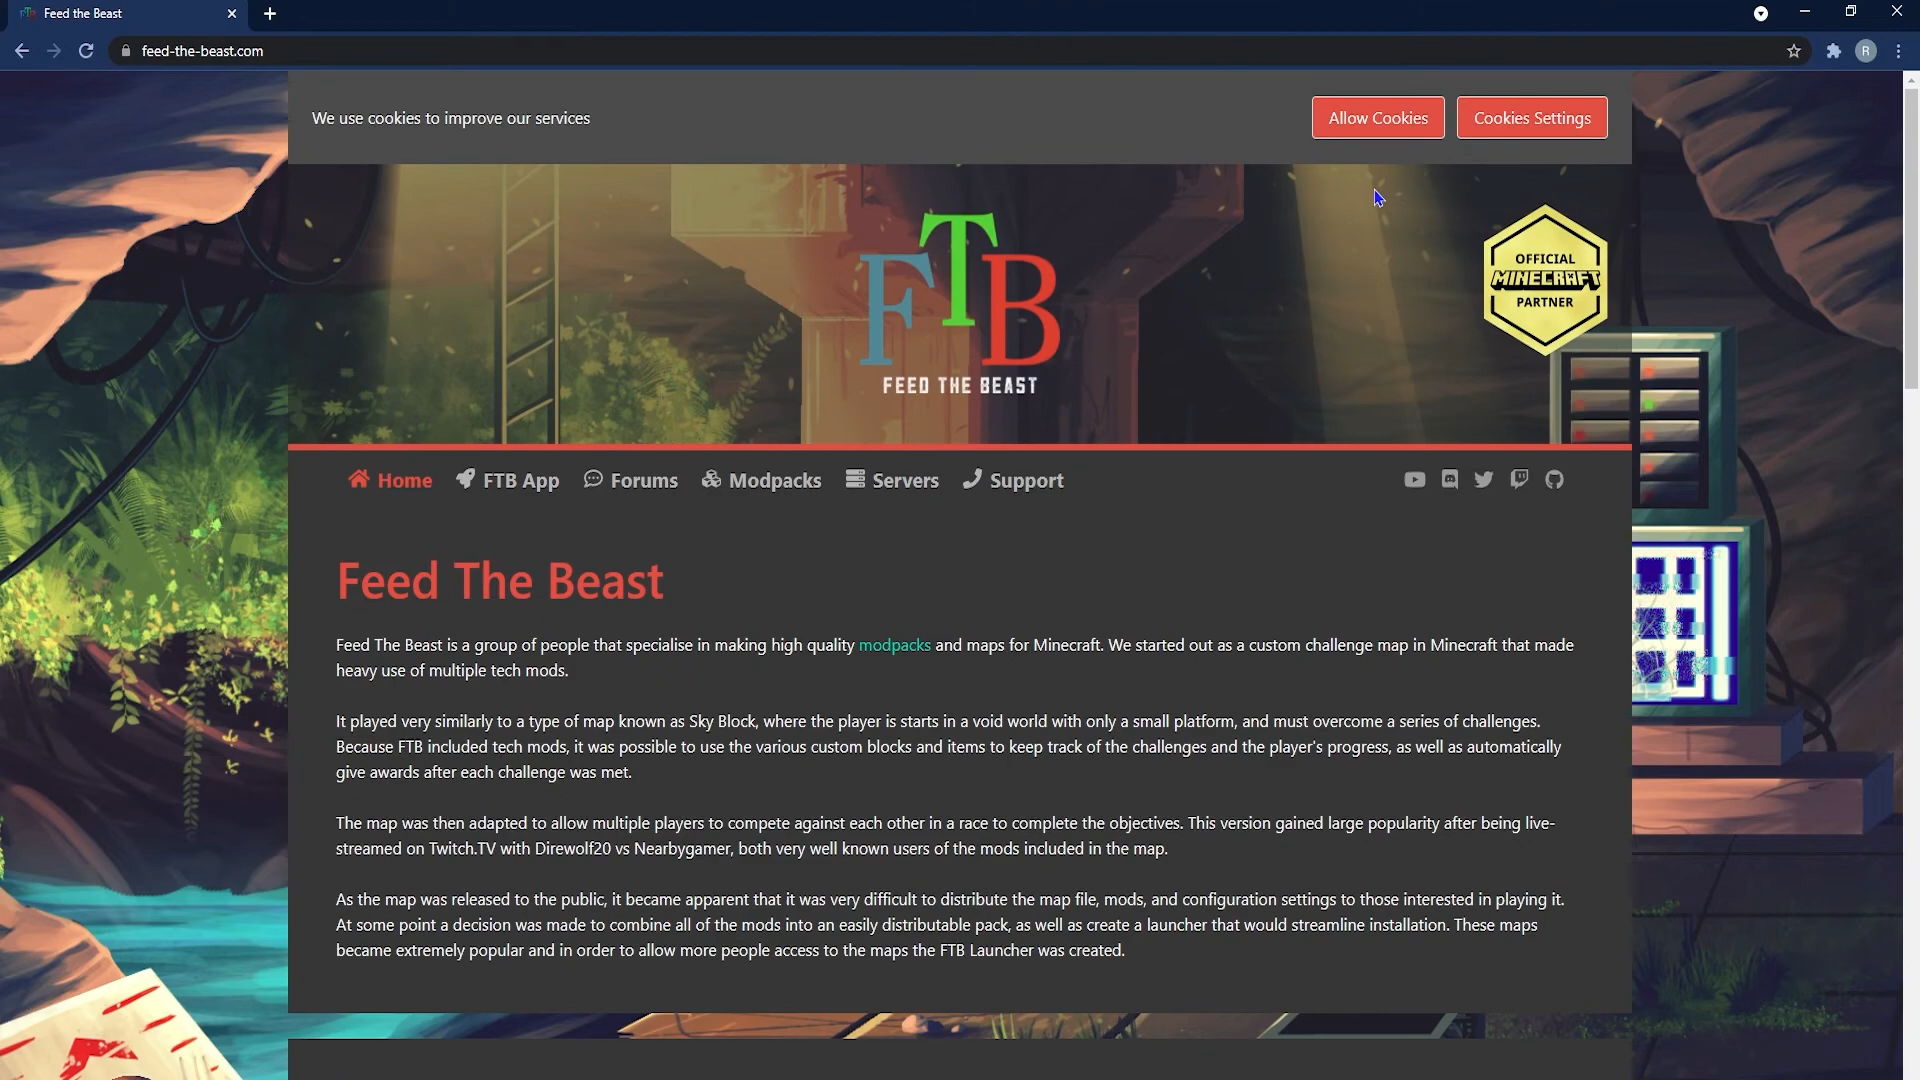 Feed the Beast
feed-the-beast.com
R
We use cookies to improve our services
Allow Cookies
Cookies Settings
FTB
FEED THE BEAST
OFFICIAL
MINECRAFT
PARTNER
Home
FTB App
Forums
Modpacks
Servers
Support
Feed The Beast
Feed The Beast is a group of people that specialise in making high quality modpacks and maps for Minecraft. We started out as a custom challenge map in Minecraft that made
heavy use of multiple tech mods.
It played very similarly to a type of map known as Sky Block, where the player is starts in a void world with only a small platform, and must overcome a series of challenges.
Because FTB included tech mods, it was possible to use the various custom blocks and items to keep track of the challenges and the player's progress, as well as automatically
give awards after each challenge was met.
The map was then adapted to allow multiple players to compete against each other in a race to complete the objectives. This version gained large popularity after being live-
streamed on Twitch.TV with Direwolf20 vs Nearbygamer, both very well known users of the mods included in the map.
As the map was released to the public, it became apparent that it was very difficult to distribute the map file, mods, and configuration settings to those interested in playing it.
At some point a decision was made to combine all of the mods into an easily distributable pack, as well as create a launcher that would streamline installation. These maps
became extremely popular and in order to allow more people access to the maps the FTB Launcher was created.